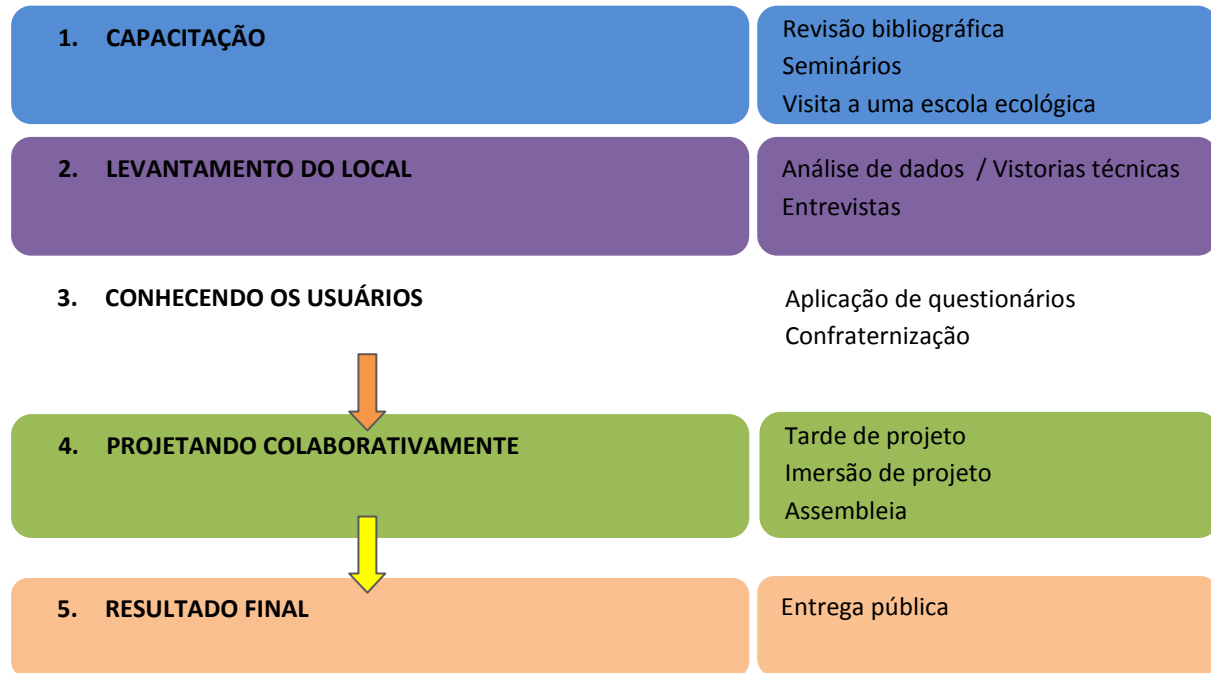 1. CAPACITAÇÃO
Revisão bibliográfica
Seminários
Visita a uma escola ecológica
2. LEVANTAMENTO DO LOCAL
Análise de dados / Vistorias técnicas
Entrevistas
3. CONHECENDO OS USUÁRIOS
Aplicação de questionários
Confraternização
4. PROJETANDO COLABORATIVAMENTE
Tarde de projeto
Imersão de projeto
Assembleia
5. RESULTADO FINAL
Entrega pública